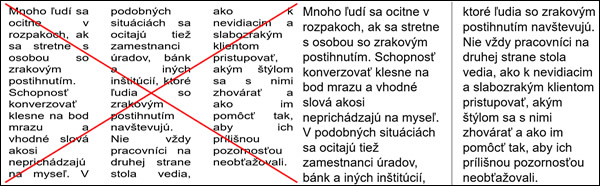 Mnoho ľudí sa
ocitne v
rozpakoch, ak
sa stretne s
osobou so
zrakovým
postihnutím.
Schopnosť
konverzovať
klesne na bod
mrazu a
vhodné slová
akosi
neprichádzajú
na myseľ. V
podobných
situáciách sa
ocitajú tiež
zamestnanci
úradov, bánk
a iných
inštitúcií, ktoré
ľudia so
zrakovým
postihnutím
navštevujú.
Nie vždy
pracovníci na
druhej strane
stola vedia,
ako k
nevidiacim a
slabozrakým
klientom
pristupovať,
akým štýlom
sa s nimi
zhovárať a
ako im
pomôcť tak,
aby ich
prílišnou
pozornosťou
neobťažovali.
Mnoho ľudí sa ocitne v
rozpakoch, ak sa stretne
s osobou so zrakovým
postihnutím. Schopnosť
konverzovať klesne na
bod mrazu a vhodné
slová akosi
neprichádzajú na myseľ.
V podobných situáciách
sa ocitajú tiež
zamestnanci úradov,
bánk a iných inštitúcií,
ktoré ľudia so zrakovým
postihnutím navštevujú.
Nie vždy pracovníci na
druhej strane stola
vedia, ako k nevidiacim
a slabozrakým klientom
pristupovať, akým
štýlom sa s nimi
zhovárať a ako im
pomôcť tak, aby ich
prílišnou pozornosťou
neobťažovali.